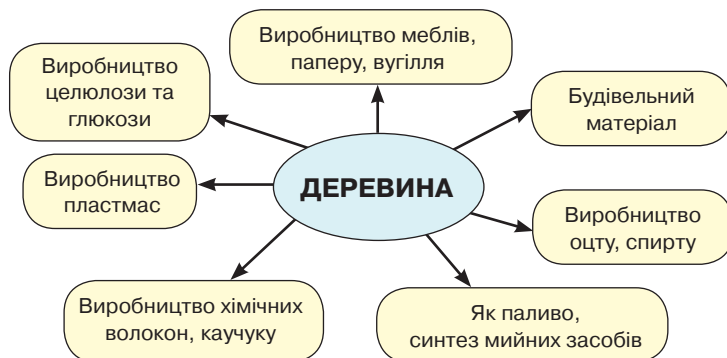 Виробництво меблів,
паперу, вугілля
Виробництво
целюлози та
глюкози
Будівельний
матеріал
ДЕРЕВИНА
Виробництво
пластмас
Виробництво
оцту, спирту
Виробництво хімічних
волокон, каучуку
Як паливо,
синтез мийних засобів